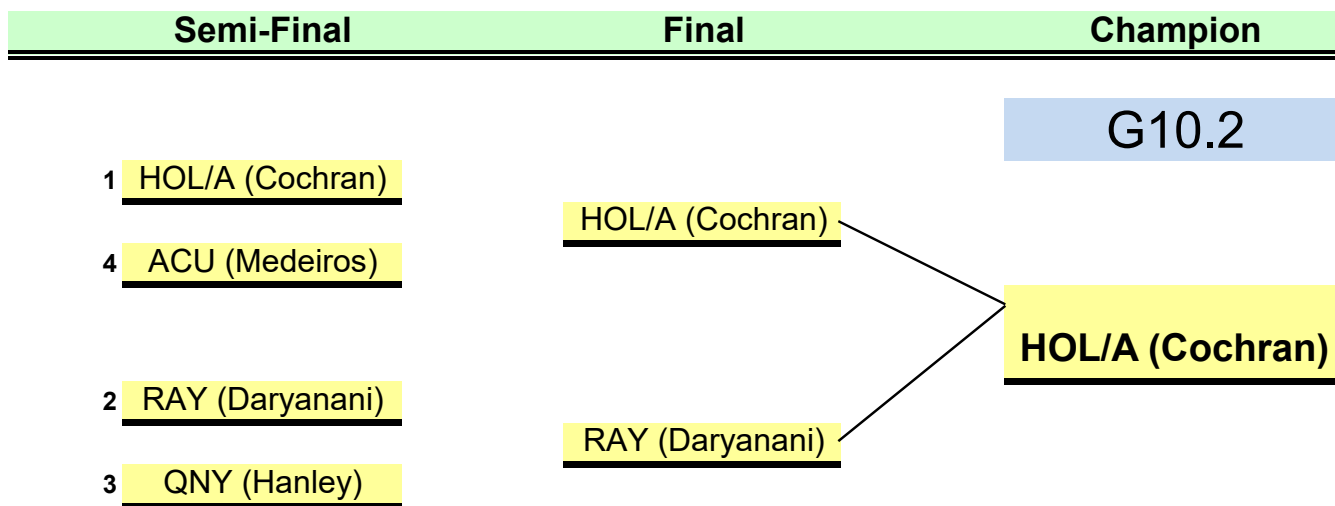 Semi-Final Final Champion
G10.2
1 HOL/A (Cochran)
HOL/A (Cochran)
4 ACU (Medeiros)
HOL/A (Cochran)
2 RAY (Daryanani)
RAY (Daryanani)
3 QNY (Hanley)